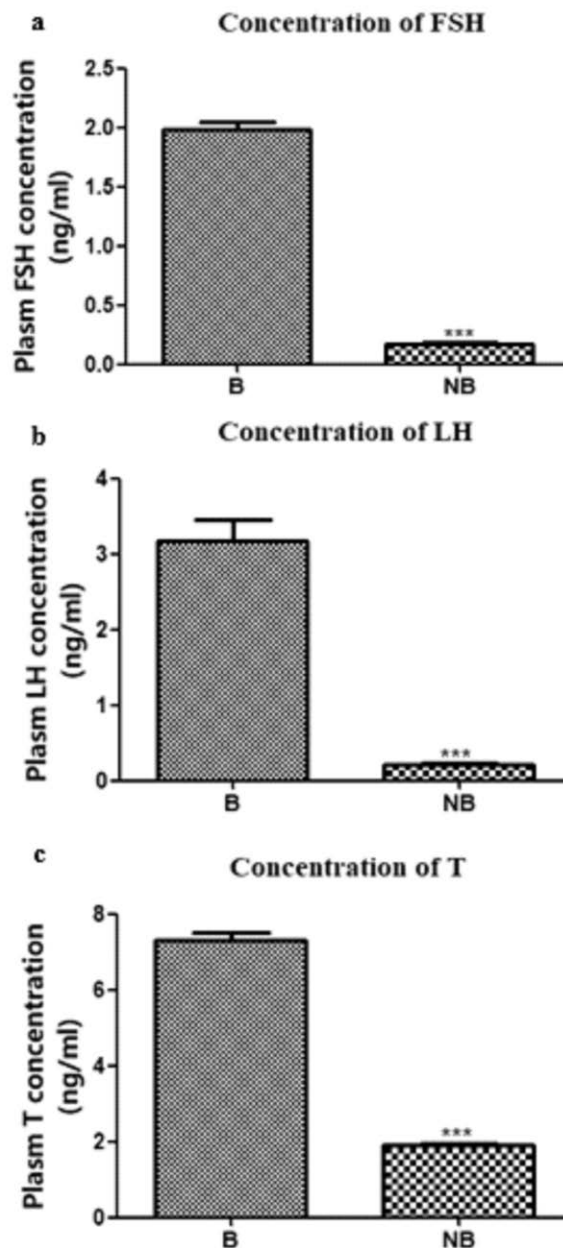 a
Concentration of FSH
Plasm FSH concentration
(ng/ml)
2.5
2.0
1.5
1.0
0.5
0.0
***
B
NB
b
Concentration of LH
Plasm LH concentration
(ng/ml)
4
3
2
1
0
***
B
NB
c
Concentration of T
Plasm T concentration
(ng/ml)
8
6
4
2
0
***
B
NB